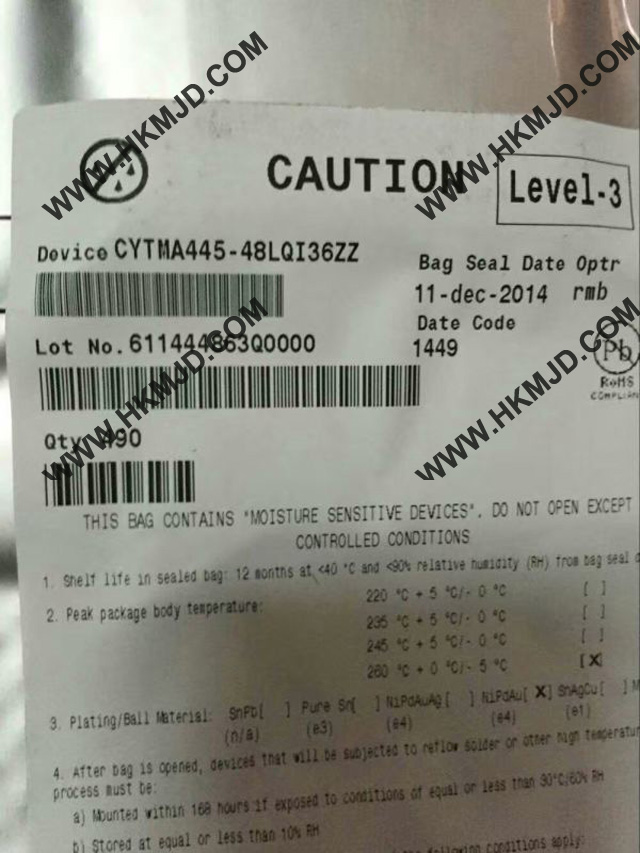 CAUTION
Level-3
Device CYTMA445-48LQI36ZZ
Bag Seal Date Optr
11-dec-2014 rmb
Date Code
1449
Lot No. 611444863Q0000
Pb
RoHS
Qty 490
THIS BAG CONTAINS "MOISTURE SENSITIVE DEVICES". DO NOT OPEN EXCEPT
CONTROLLED CONDITIONS
1. Shelf life in sealed bag: 12 months at <40 °C and <90% relative humidity (RH) from bag seal
2. Peak package body temperature:
220 °C + 5 °C/- 0 °C [ ]
235 °C + 5 °C/- 0 °C [ ]
245 °C + 5 °C/- 0 °C [ ]
260 °C + 0 °C/- 5 °C [X]
3. Plating/Ball Material: SnPb[ ] Pure Sn[ ] NiPdAuAg[ ] NiPdAu[X] SnAgCu[ ]
(n/a) (e3) (e4) (e4) (e1)
4. After bag is opened, devices that will be subjected to reflow solder or other high temperatur
process must be:
a) Mounted within 168 hours if exposed to conditions of equal or less than 30°C/60% RH
b) Stored at equal or less than 10% RH
following conditions apply:
WWW.HKMJD.COM
WWW.HKMJD.COM
WWW.HKMJD.COM
WWW.HKMJD.COM